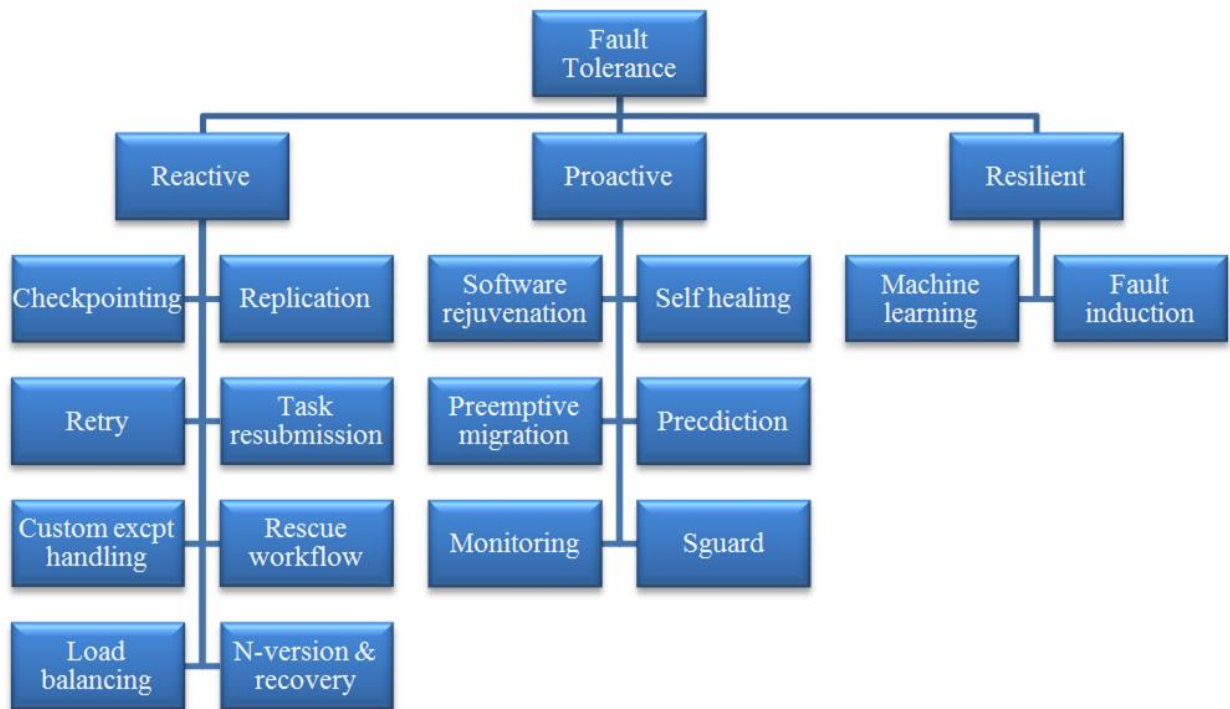 Fault
Tolerance
Reactive
Proactive
Resilient
Checkpointing
Replication
Software
rejuvenation
Self healing
Machine
learning
Fault
induction
Retry
Task
resubmission
Preemptive
migration
Precdiction
Custom excpt
handling
Rescue
workflow
Monitoring
Sguard
Load
balancing
N-version &
recovery